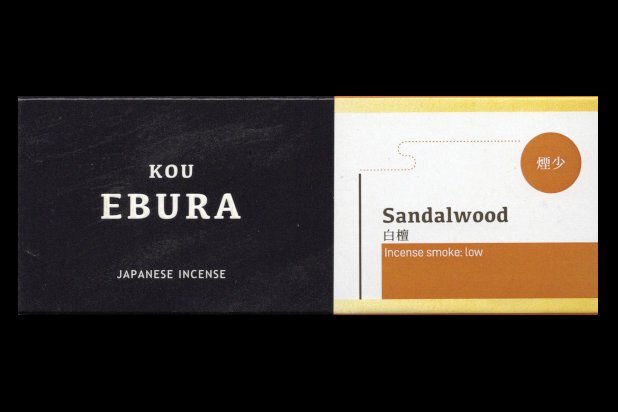 KOU
EBURA
JAPANESE INCENSE
煙少
Sandalwood
白檀
Incense smoke: low